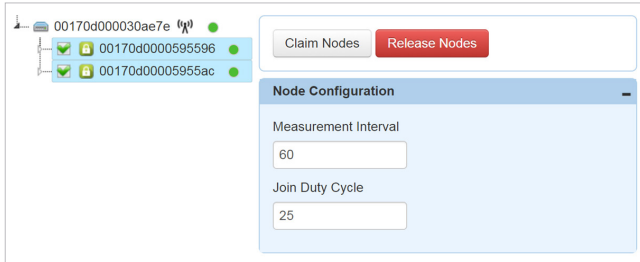 00170d000030ae7e
00170d0000595596
00170d00005955ac
Claim Nodes
Release Nodes
Node Configuration
Measurement Interval
60
Join Duty Cycle
25